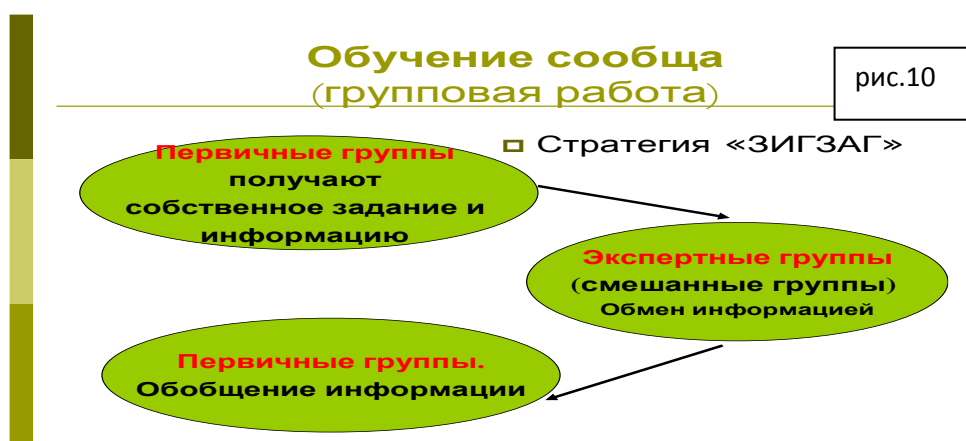 Обучение сообща
(групповая работа)
рис.10
Стратегия «ЗИГЗАГ»
Первичные группы
получают
собственное задание и
информацию
Экспертные группы
(смешанные группы)
Обмен информацией
Первичные группы.
Обобщение информации